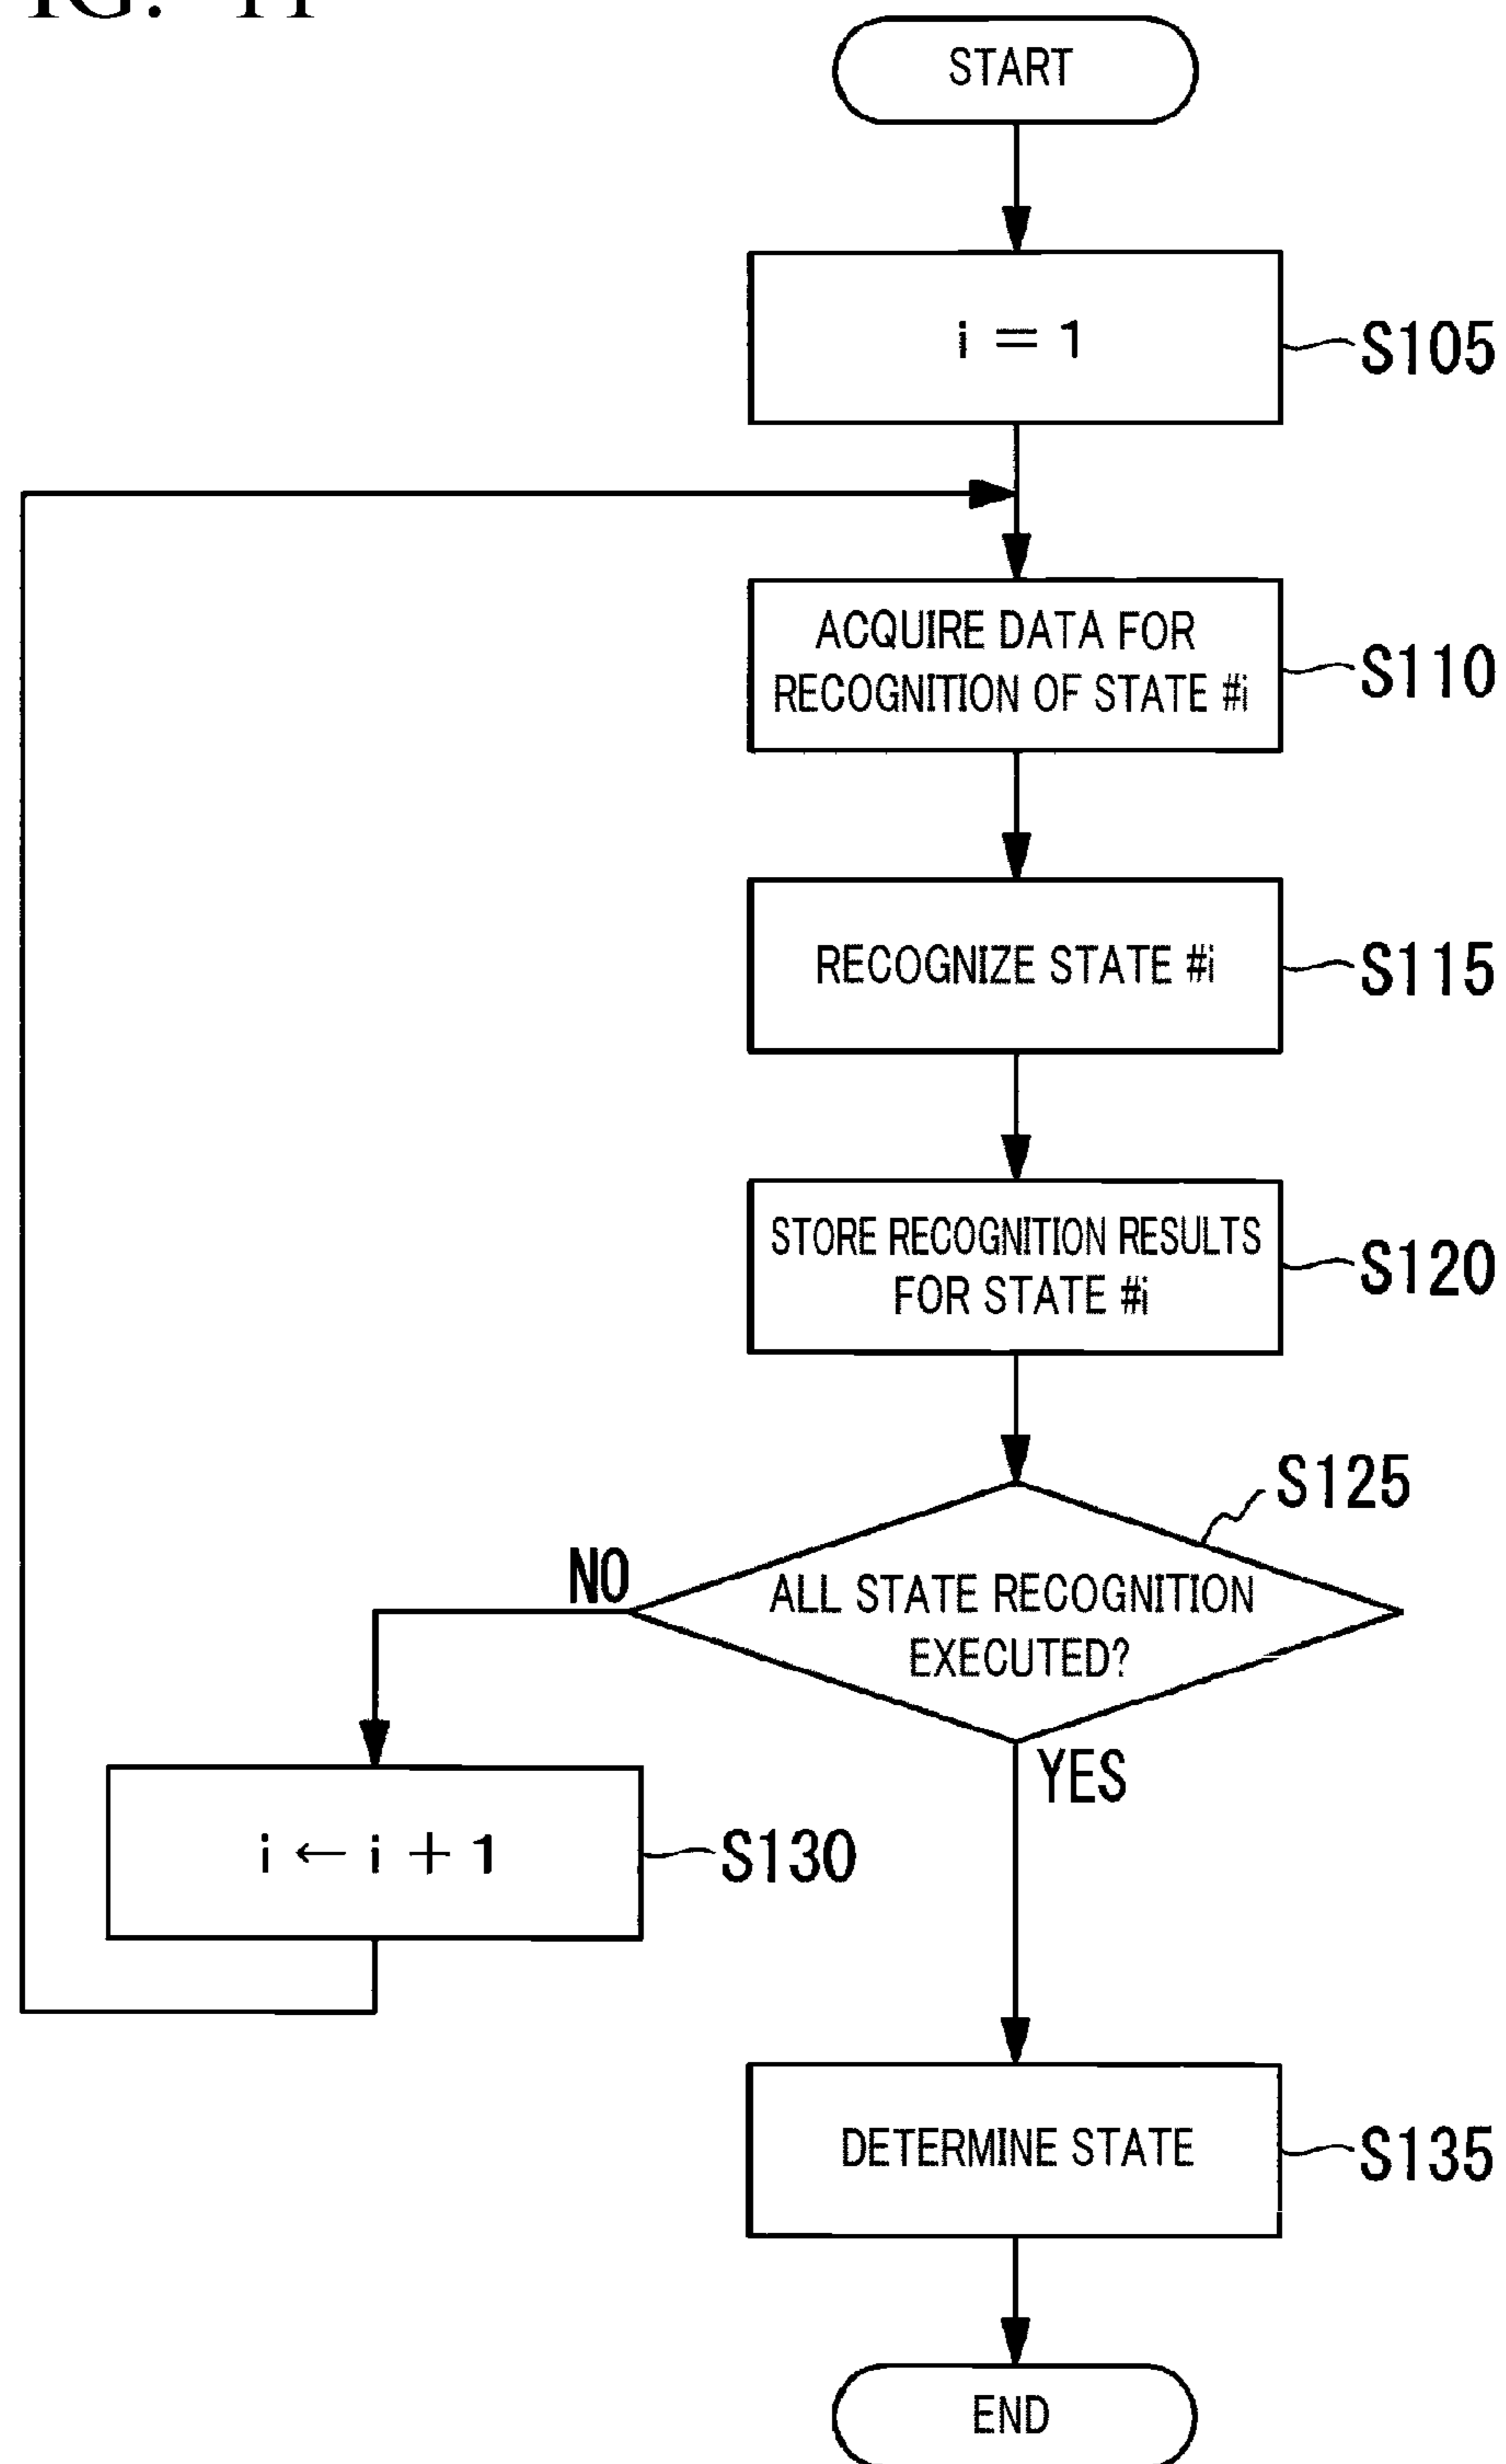 START
i = 1
S105
ACQUIRE DATA FOR
RECOGNITION OF STATE #i
S110
RECOGNIZE STATE #i
S115
STORE RECOGNITION RESULTS
FOR STATE #i
S120
S125
ALL STATE RECOGNITION
EXECUTED?
NO
YES
i ← i + 1
S130
DETERMINE STATE
S135
END